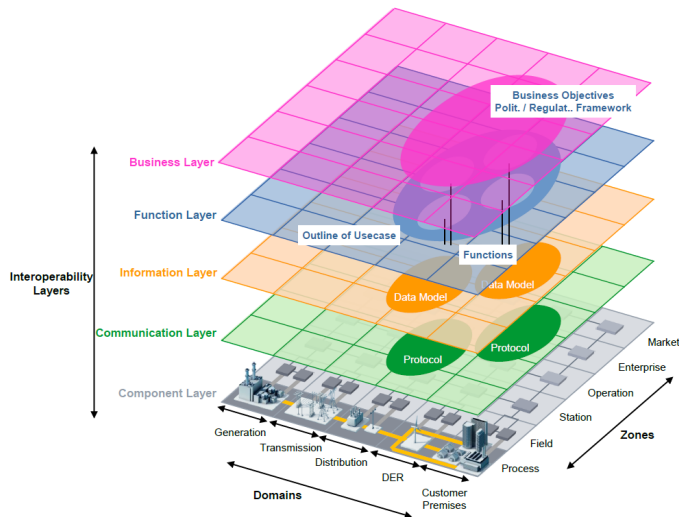 Business Objectives
Polit. / Regulat.. Framework
Business Layer
Function Layer
Outline of Usecase
Functions
Interoperability
Layers
Information Layer
Data Model
Data Model
Communication Layer
Protocol
Protocol
Component Layer
Market
Enterprise
Operation
Station
Field
Process
Zones
Generation
Transmission
Distribution
DER
Customer
Premises
Domains